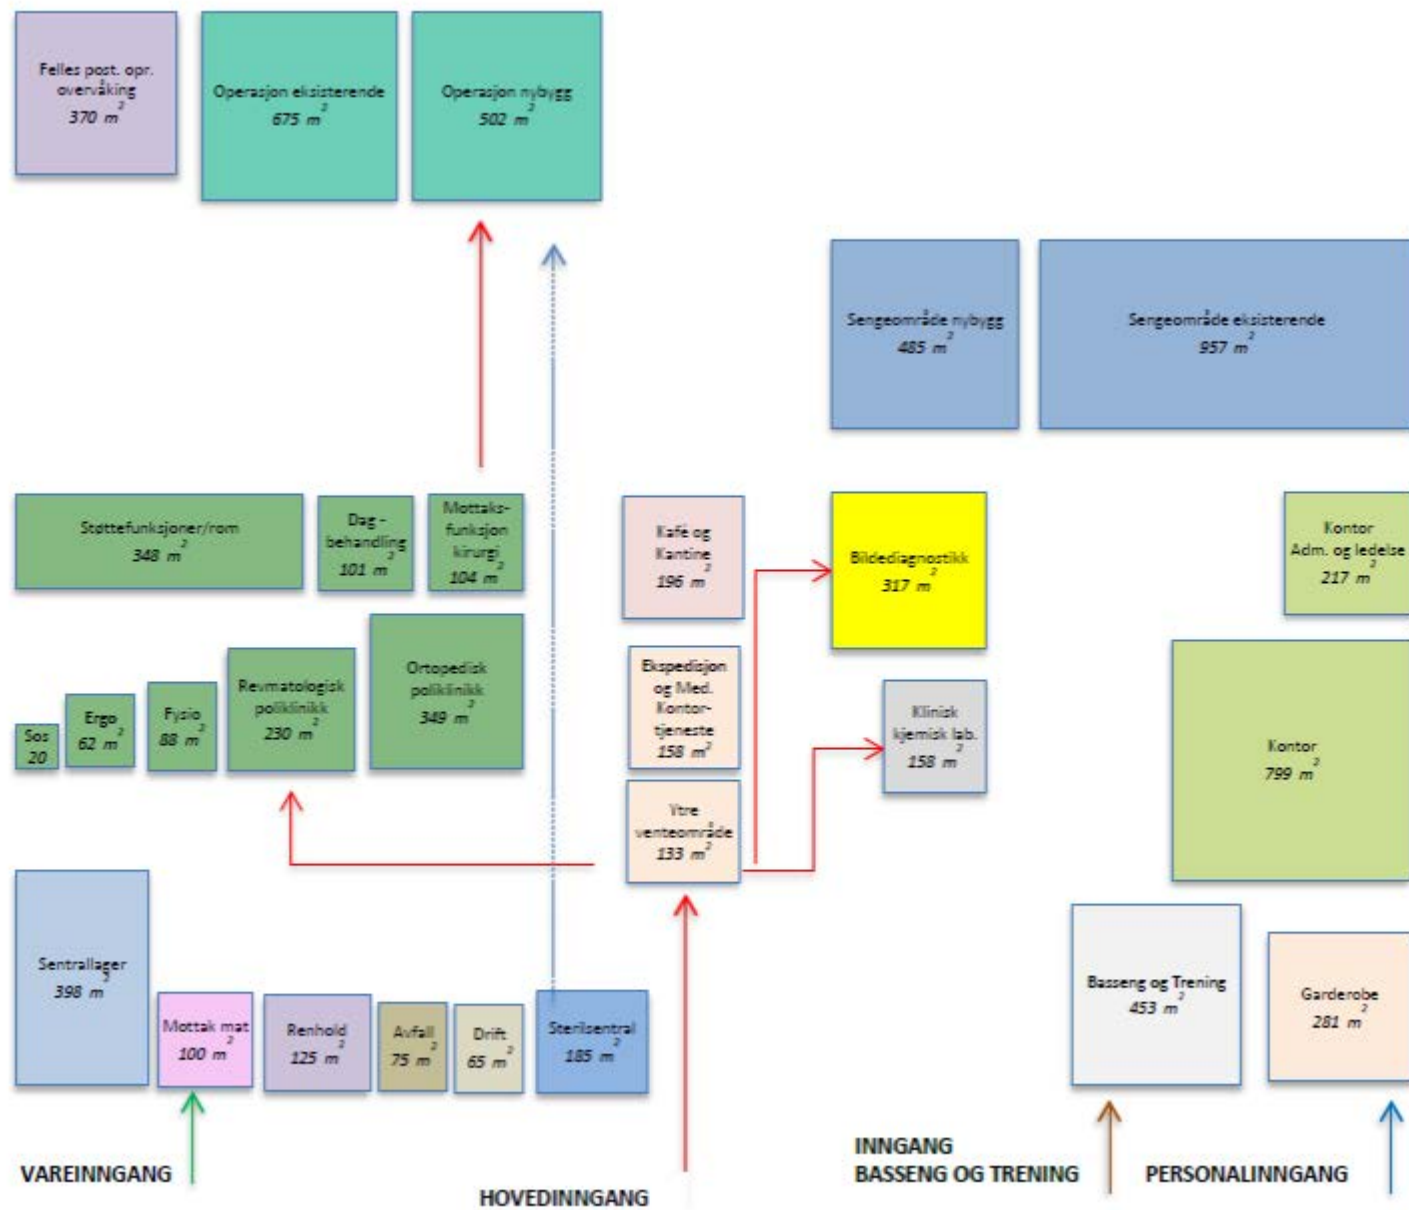 Felles post. opr.
overvåking
370 m²
Operasjon eksisterende
675 m²
Operasjon nybygg
502 m²
Sengeområde nybygg
485 m²
Sengeområde eksisterende
957 m²
Støttefunksjoner/rom
348 m²
Dag -
behandling
101 m²
Mottaks-
funksjon
kirurgi
104 m²
Kafé og
Kantine
196 m²
Bildediagnostikk
317 m²
Kontor
Adm. og ledelse
217 m²
Sos
20
Ergo
62 m²
Fysio
88 m²
Revmatologisk
poliklinikk
230 m²
Ortopedisk
poliklinikk
349 m²
Ekspedisjon
og Med.
Kontor-
tjeneste
158 m²
Klinisk
kjemisk lab.
158 m²
Kontor
799 m²
Ytre
venteområde
133 m²
Sentrallager
398 m²
Mottak mat
100 m²
Renhold
125 m²
Avfall
75 m²
Drift
65 m²
Sterilsentral
185 m²
Basseng og Trening
453 m²
Garderobe
281 m²
VAREINNGANG
HOVEDINNGANG
INNGANG
BASSENG OG TRENING
PERSONALINNGANG